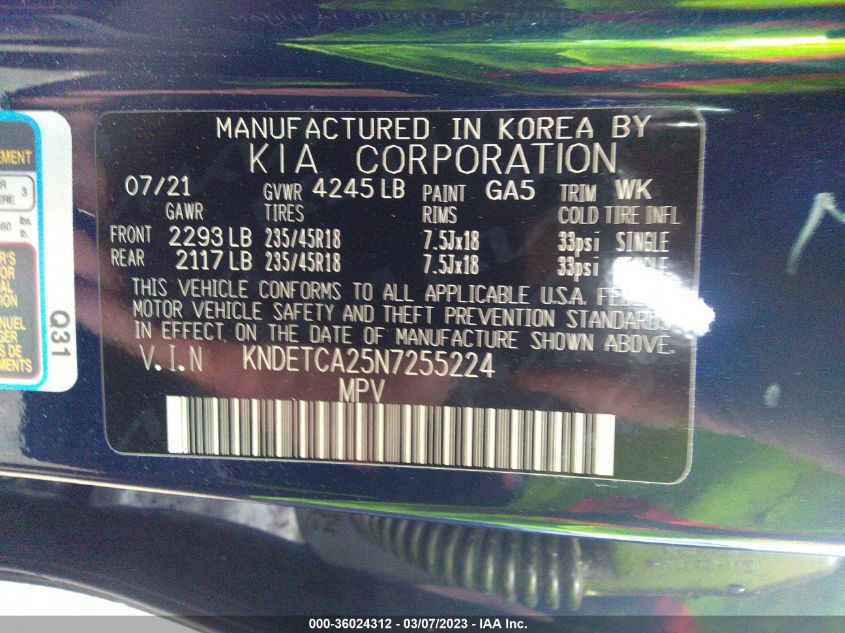 MANUFACTURED IN KOREA BY
KIA CORPORATION
07/21 GVWR 4245 LB PAINT GA5 TRIM WK
GAWR TIRES RIMS COLD TIRE INFL
FRONT 2293 LB 235/45R18 7.5Jx18 33psi SINGLE
REAR 2117 LB 235/45R18 7.5Jx18 33psi
THIS VEHICLE CONFORMS TO ALL APPLICABLE U.S.A.
MOTOR VEHICLE SAFETY AND THEFT PREVENTION STANDARDS
IN EFFECT ON THE DATE OF MANUFACTURE SHOWN ABOVE.
V.I.N KNDETCA25N7255224
MPV
Q31
000-36024312 - 03/07/2023 - IAA Inc.